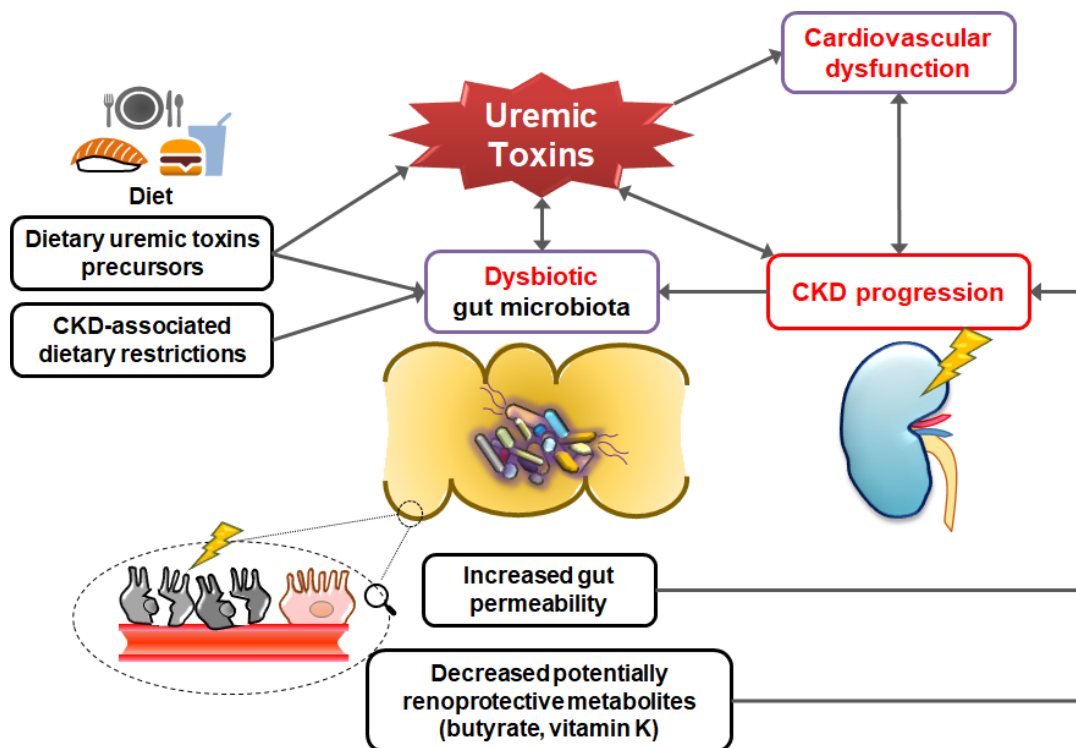 Cardiovascular
dysfunction
Uremic
Toxins
Diet
Dietary uremic toxins
precursors
Dysbiotic
gut microbiota
CKD progression
CKD-associated
dietary restrictions
Increased gut
permeability
Decreased potentially
renoprotective metabolites
(butyrate, vitamin K)